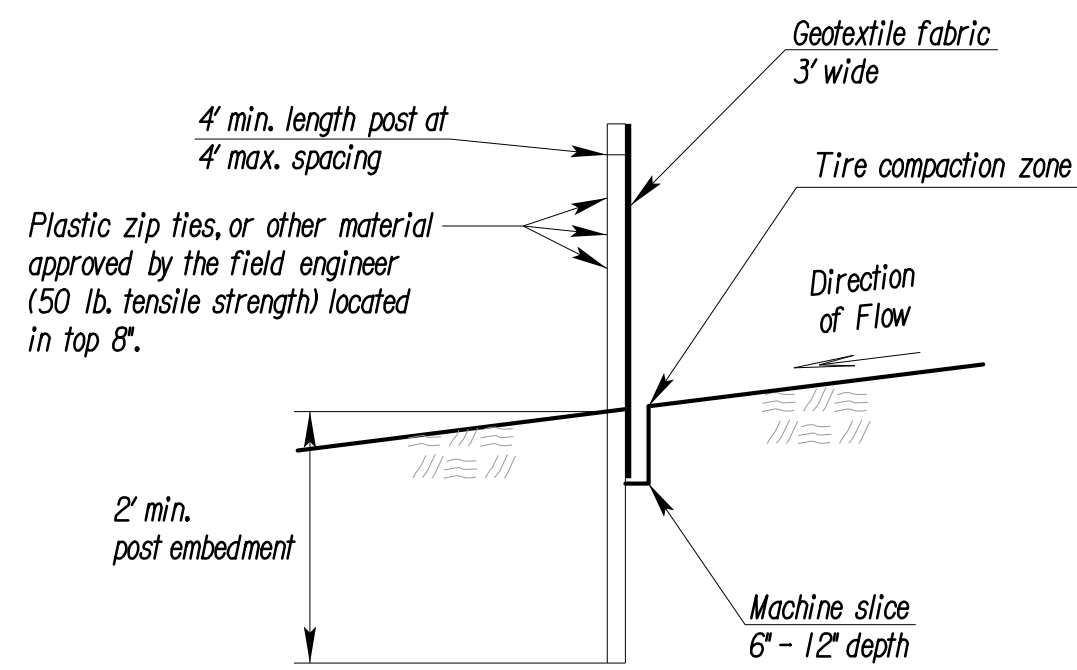 Geotextile fabric
3' wide
4' min. length post at
4' max. spacing
Tire compaction zone
Plastic zip ties, or other material
approved by the field engineer
(50 lb. tensile strength) located
in top 8".
Direction
of Flow
2' min.
post embedment
Machine slice
6" - 12" depth